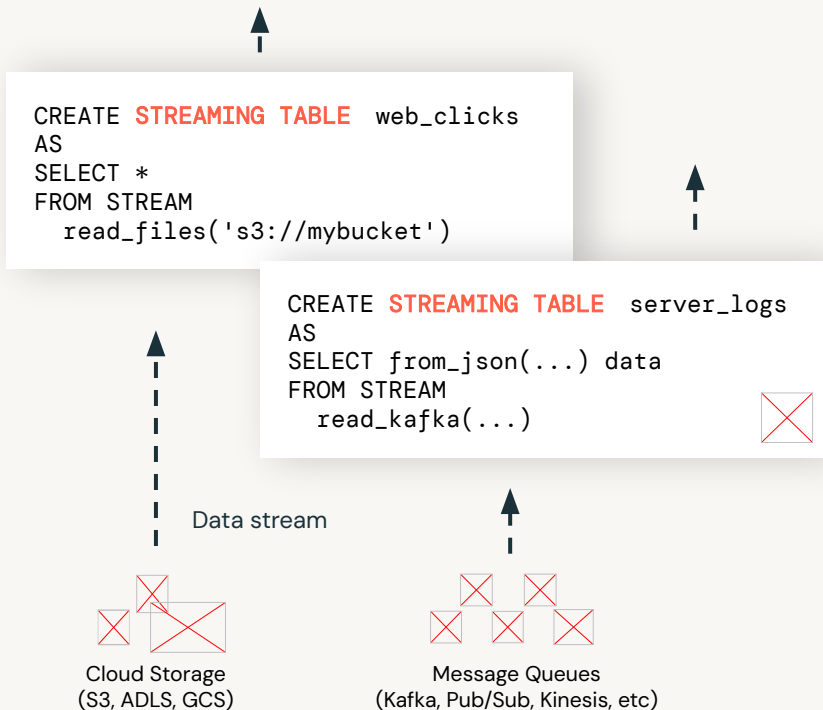 CREATE STREAMING TABLE web_clicks
AS
SELECT *
FROM STREAM
read_files('s3://mybucket')
CREATE STREAMING TABLE server_logs
AS
SELECT from_json(...) data
FROM STREAM
read_kafka(...)
Data stream
Cloud Storage
(S3, ADLS, GCS)
Message Queues
(Kafka, Pub/Sub, Kinesis, etc)